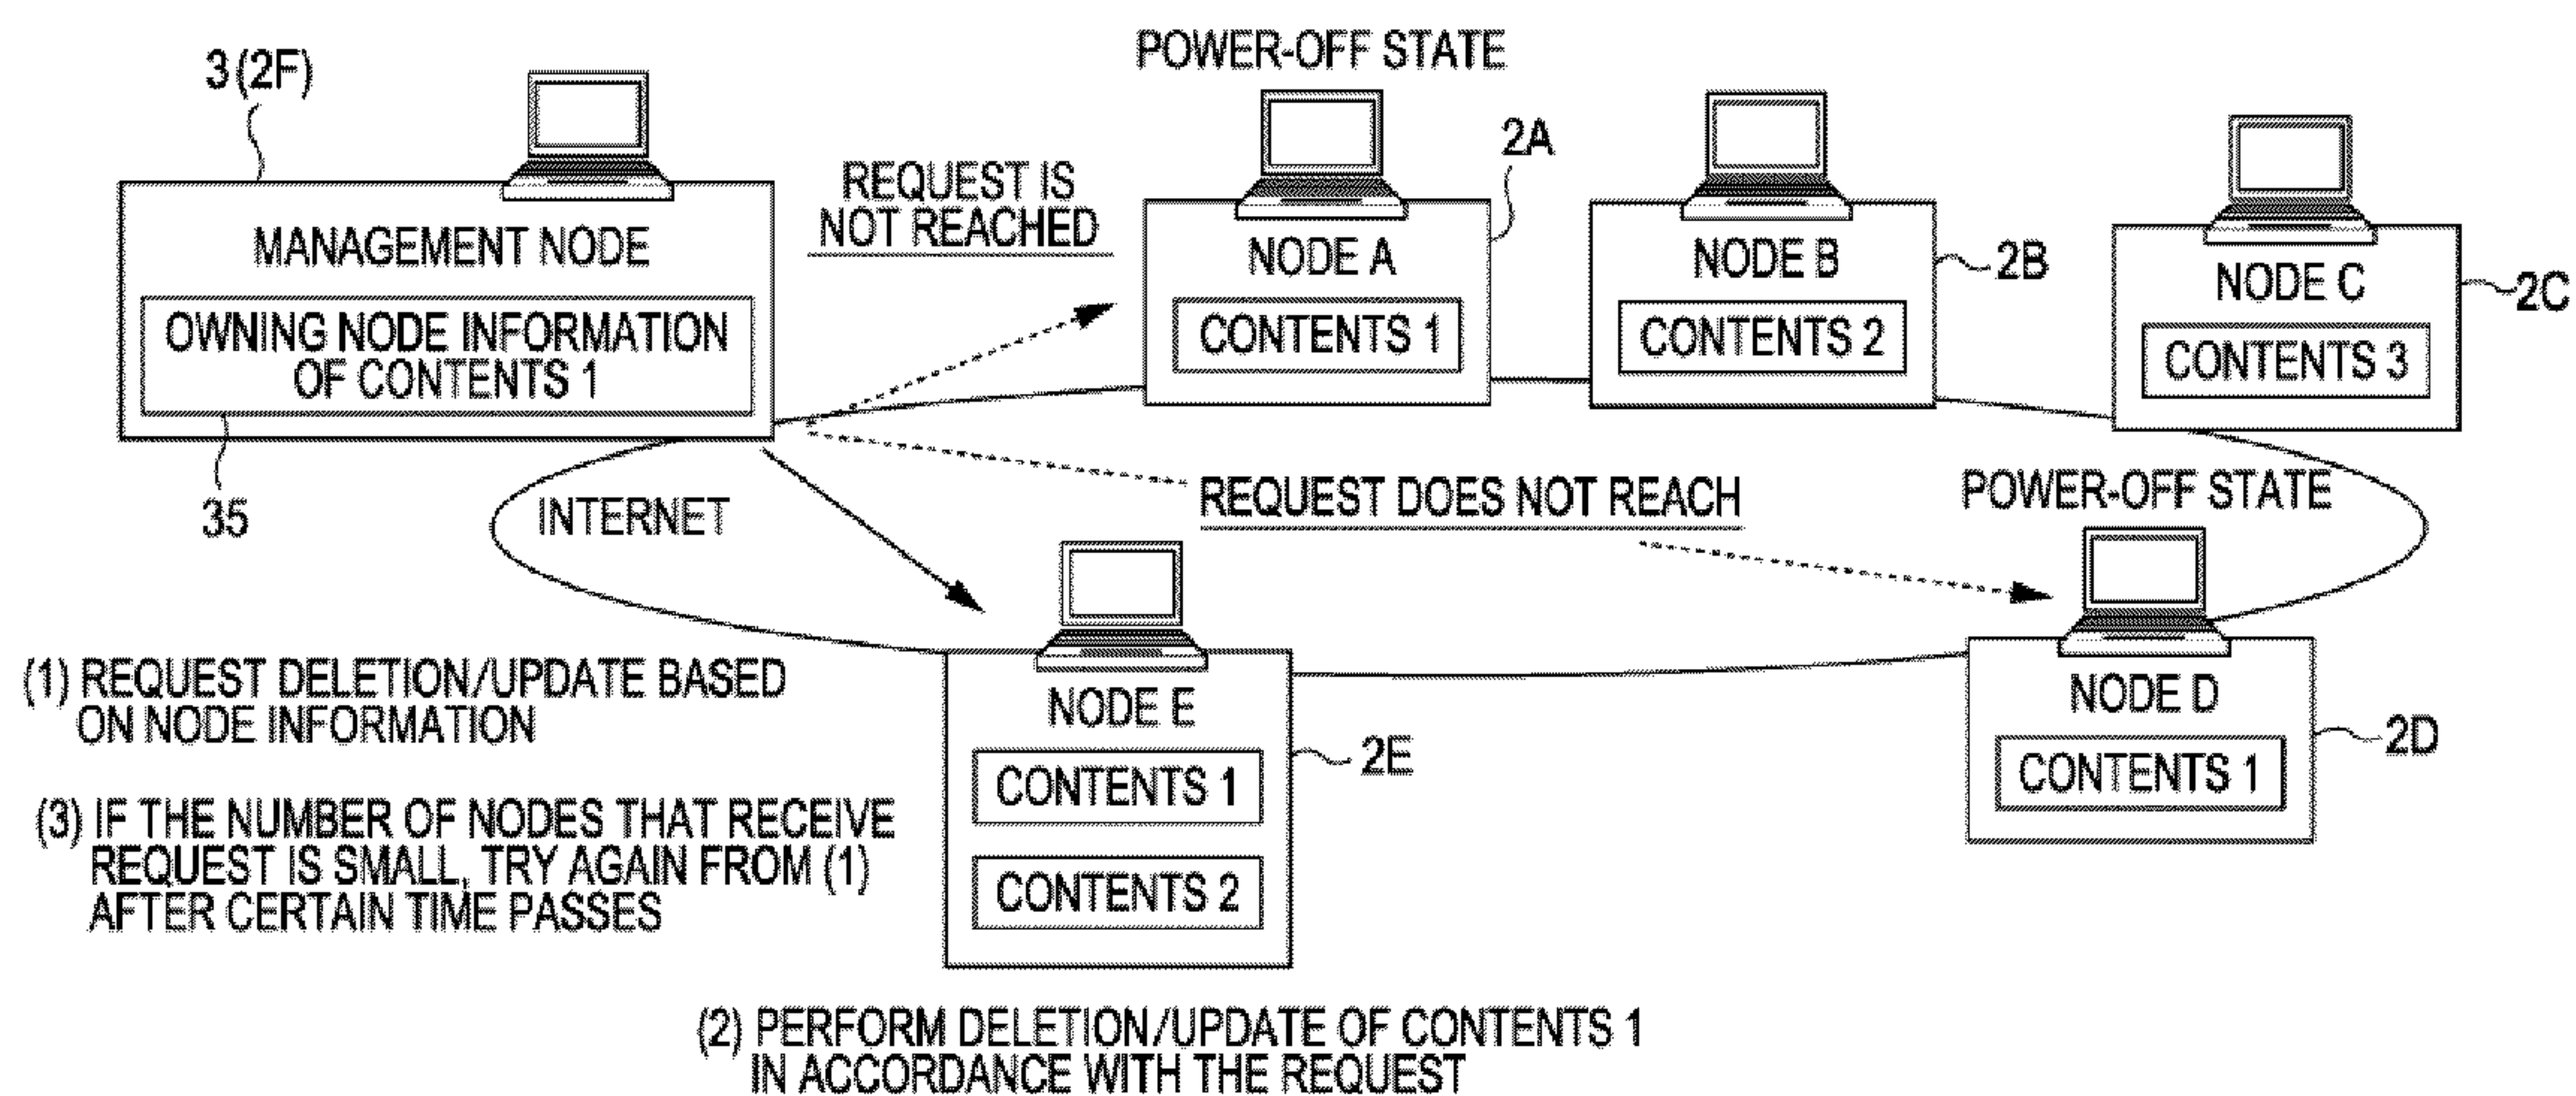 3 (2F)
MANAGEMENT NODE
OWNING NODE INFORMATION
OF CONTENTS 1
35
REQUEST IS
NOT REACHED
POWER-OFF STATE
2A
NODE A
CONTENTS 1
NODE B
CONTENTS 2
2B
NODE C
CONTENTS 3
2C
INTERNET
REQUEST DOES NOT REACH
POWER-OFF STATE
NODE D
CONTENTS 1
2D
NODE E
CONTENTS 1
CONTENTS 2
2E
(1) REQUEST DELETION/UPDATE BASED
ON NODE INFORMATION
(3) IF THE NUMBER OF NODES THAT RECEIVE
REQUEST IS SMALL, TRY AGAIN FROM (1)
AFTER CERTAIN TIME PASSES
(2) PERFORM DELETION/UPDATE OF CONTENTS 1
IN ACCORDANCE WITH THE REQUEST